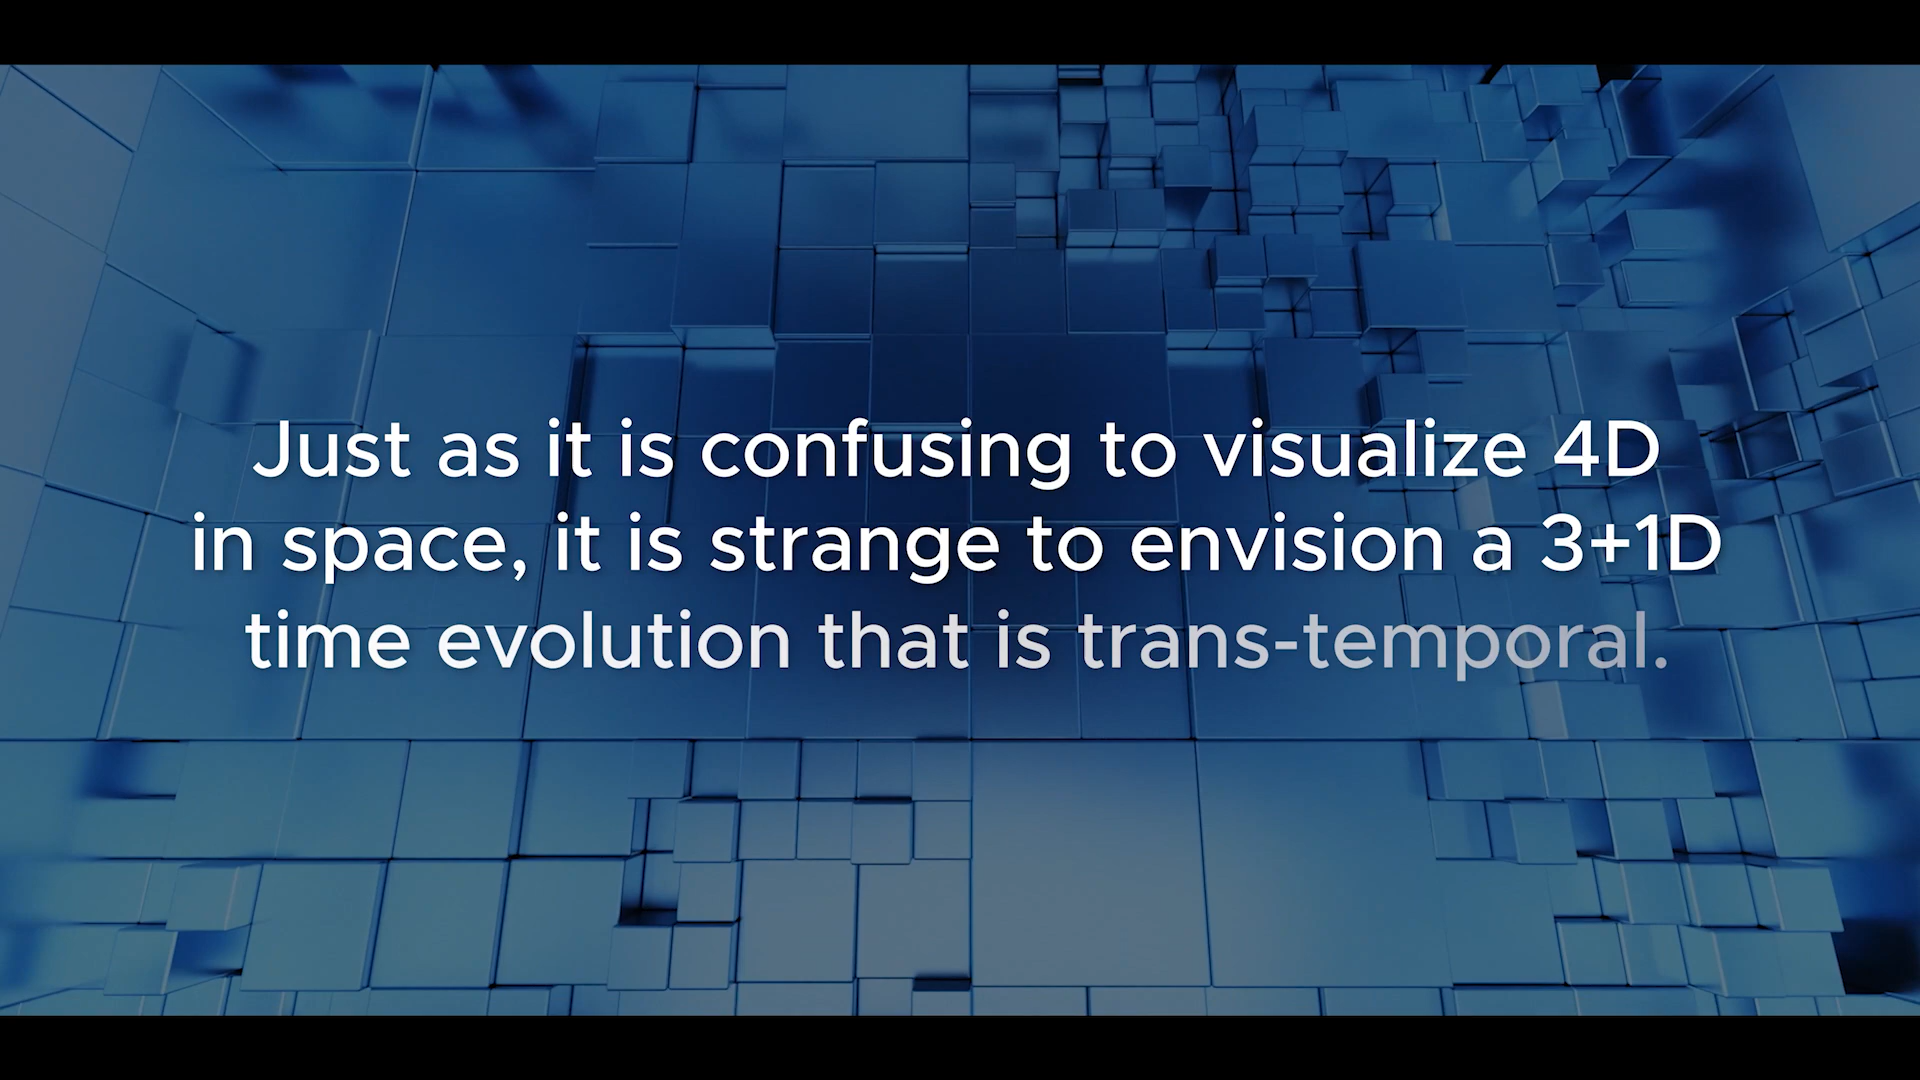 Just as it is confusing to visualize 4D
in space, it is strange to envision a 3+1D
time evolution that is trans-temporal.